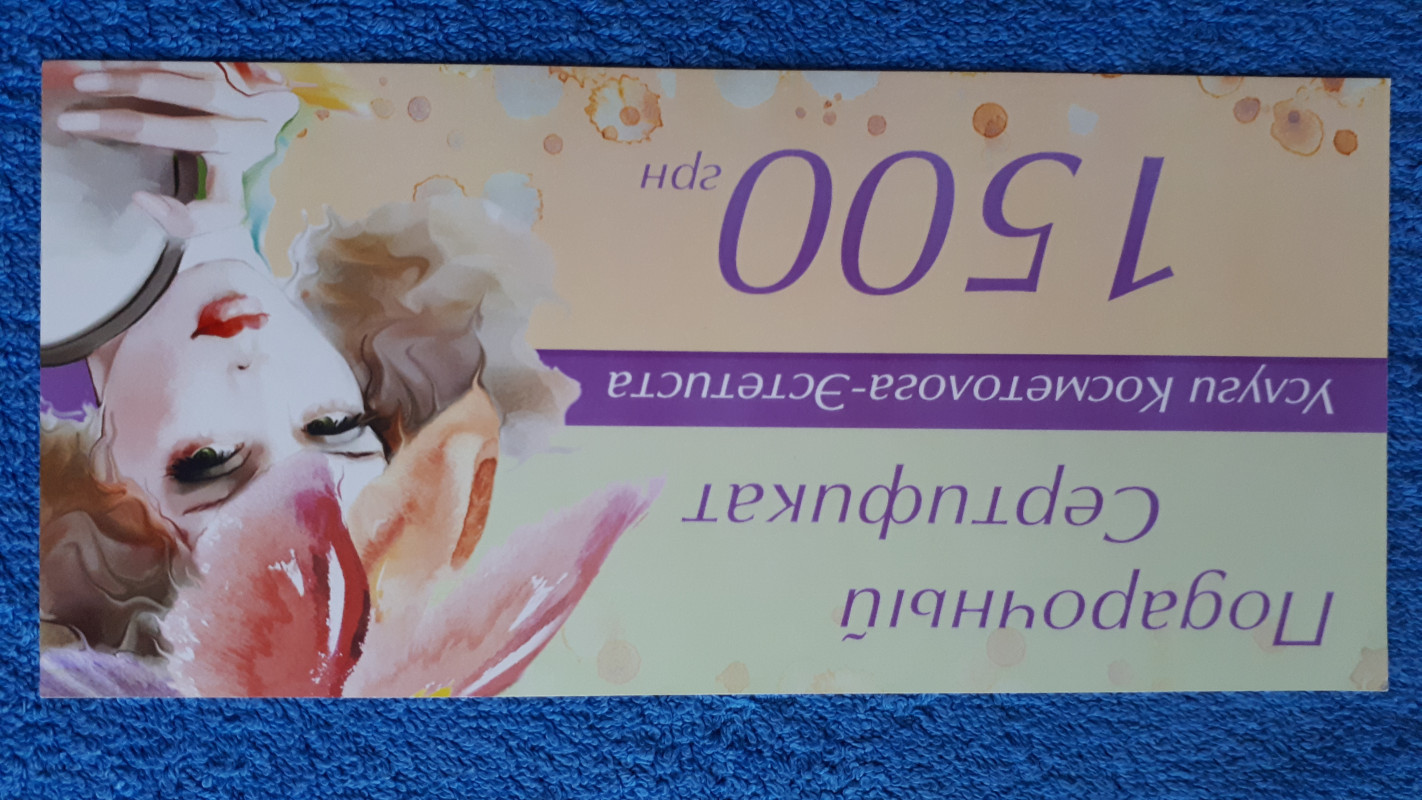 Подарочный
Сертификат
Услуги Косметолога-Эстетиста
1500 грн